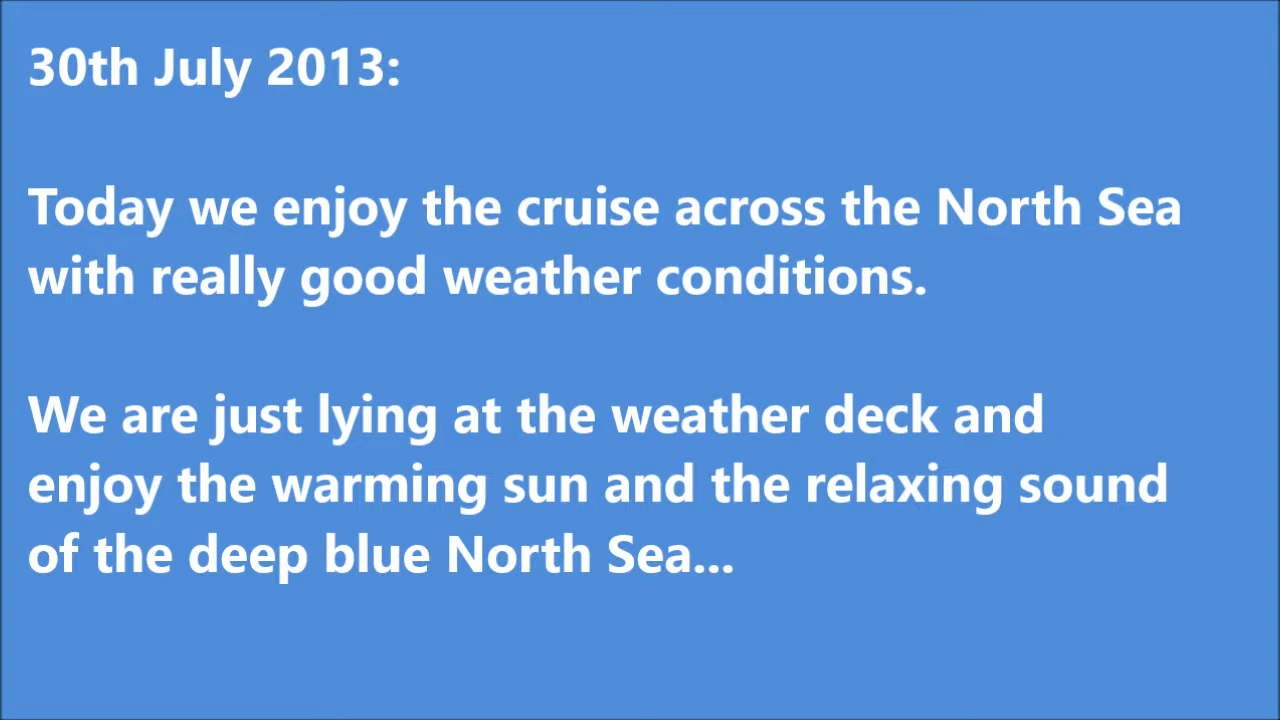 30th July 2013:
Today we enjoy the cruise across the North Sea
with really good weather conditions.
We are just lying at the weather deck and
enjoy the warming sun and the relaxing sound
of the deep blue North Sea...